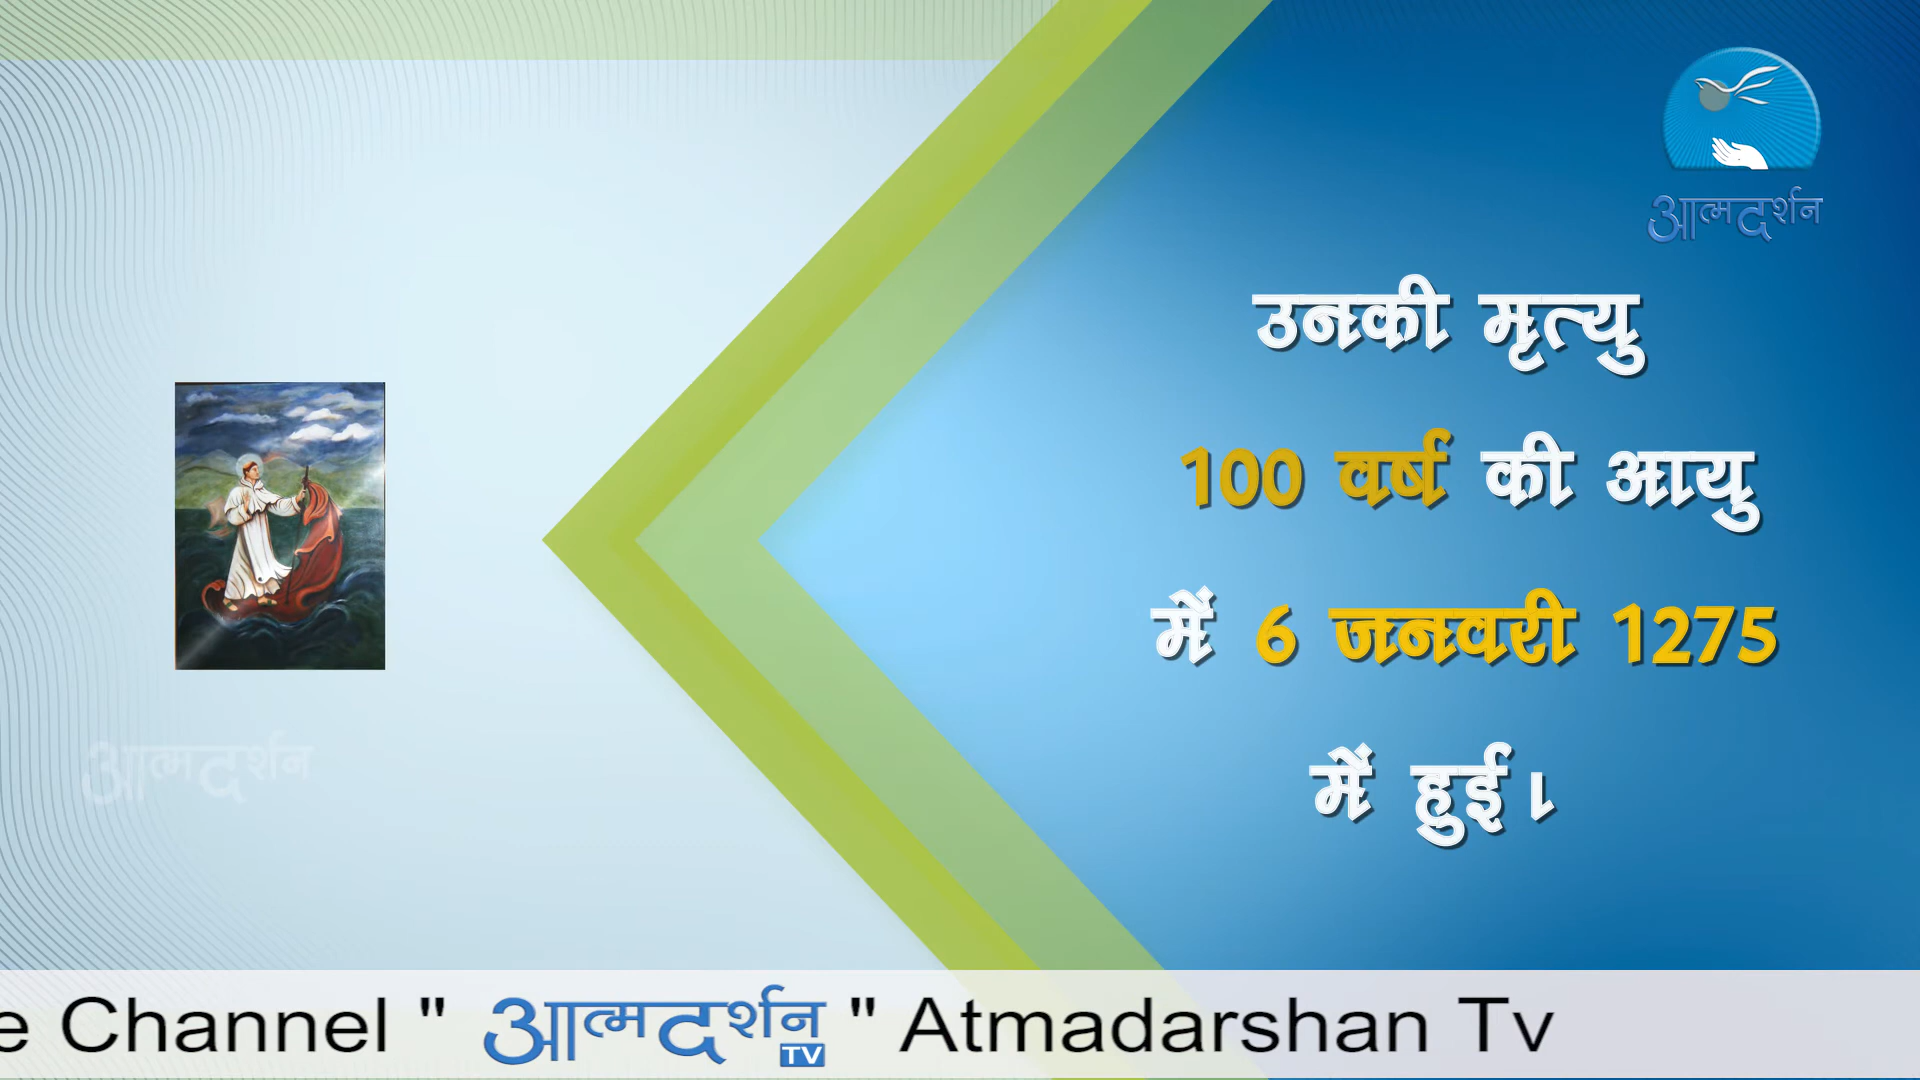 आत्मदर्शन
उनकी मृत्यु
100 वर्ष की आयु
में 6 जनवरी 1275
में हुई।
आत्मदर्शन
e Channel " आत्मदर्शन TV " Atmadarshan Tv